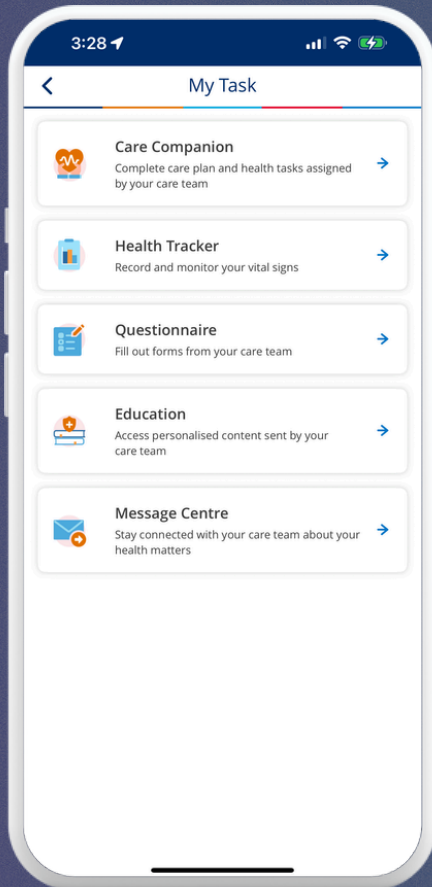 3:28
My Task
Care Companion
Complete care plan and health tasks assigned
by your care team
Health Tracker
Record and monitor your vital signs
Questionnaire
Fill out forms from your care team
Education
Access personalised content sent by your
care team
Message Centre
Stay connected with your care team about your
health matters